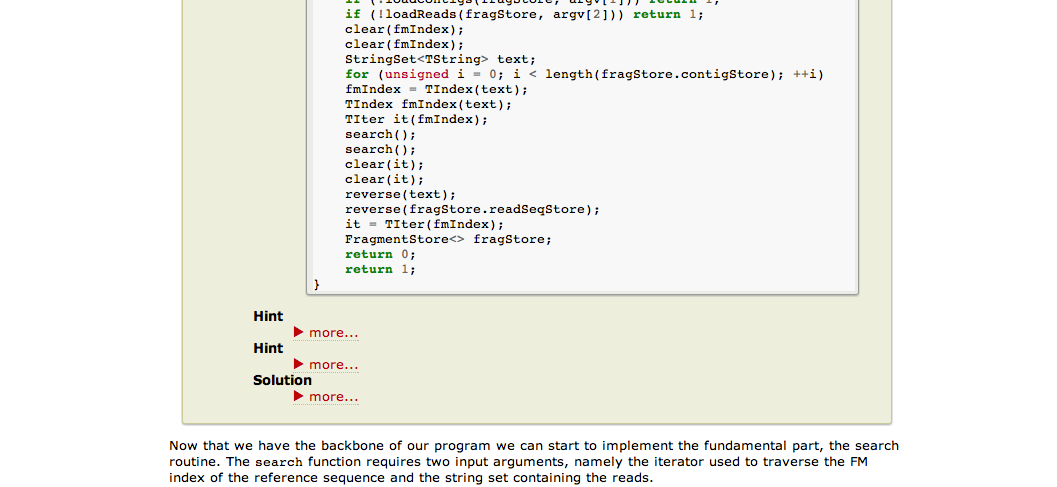 if (!loadContigs(fragStore, argv[1])) return 1;
if (!loadReads(fragStore, argv[2])) return 1;
clear(fmIndex);
clear(fmIndex);
StringSet<TString> text;
for (unsigned i = 0; i < length(fragStore.contigStore); ++i)
fmIndex = TIndex(text);
TIndex fmIndex(text);
TIter it(fmIndex);
search();
search();
clear(it);
clear(it);
reverse(text);
reverse(fragStore.readSeqStore);
it = TIter(fmIndex);
FragmentStore<> fragStore;
return 0;
return 1;
}
Hint
▶ more...
Hint
▶ more...
Solution
▶ more...
Now that we have the backbone of our program we can start to implement the fundamental part, the search
routine. The search function requires two input arguments, namely the iterator used to traverse the FM
index of the reference sequence and the string set containing the reads.